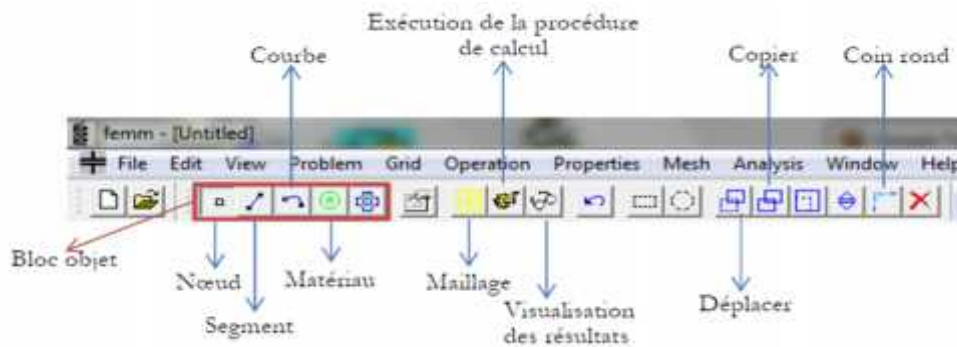 Exécution de la procédure
de calcul
Courbe
Copier
Coin rond
femm - [Untitled]
File Edit View Problem Grid Operation Properties Mesh Analysis Window Help
Bloc objet
Nœud
Matériau
Maillage
Déplacer
Segment
Visualisation
des résultats